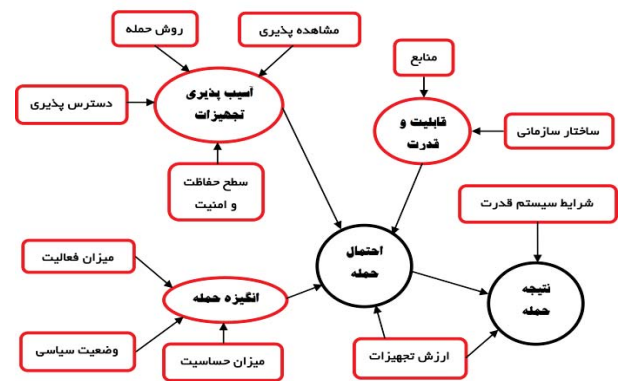 مشاهده پذیری
روش حمله
منابع
آسیب پذیری
تجهیزات
دسترس پذیری
قابلیت و
قدرت
ساختار سازمانی
سطح حفاظت
و امنیت
شرایط سیستم قدرت
میزان فعالیت
احتمال
حمله
انگیزه حمله
نتیجه
حمله
وضعیت سیاسی
میزان حساسیت
ارزش تجهیزات